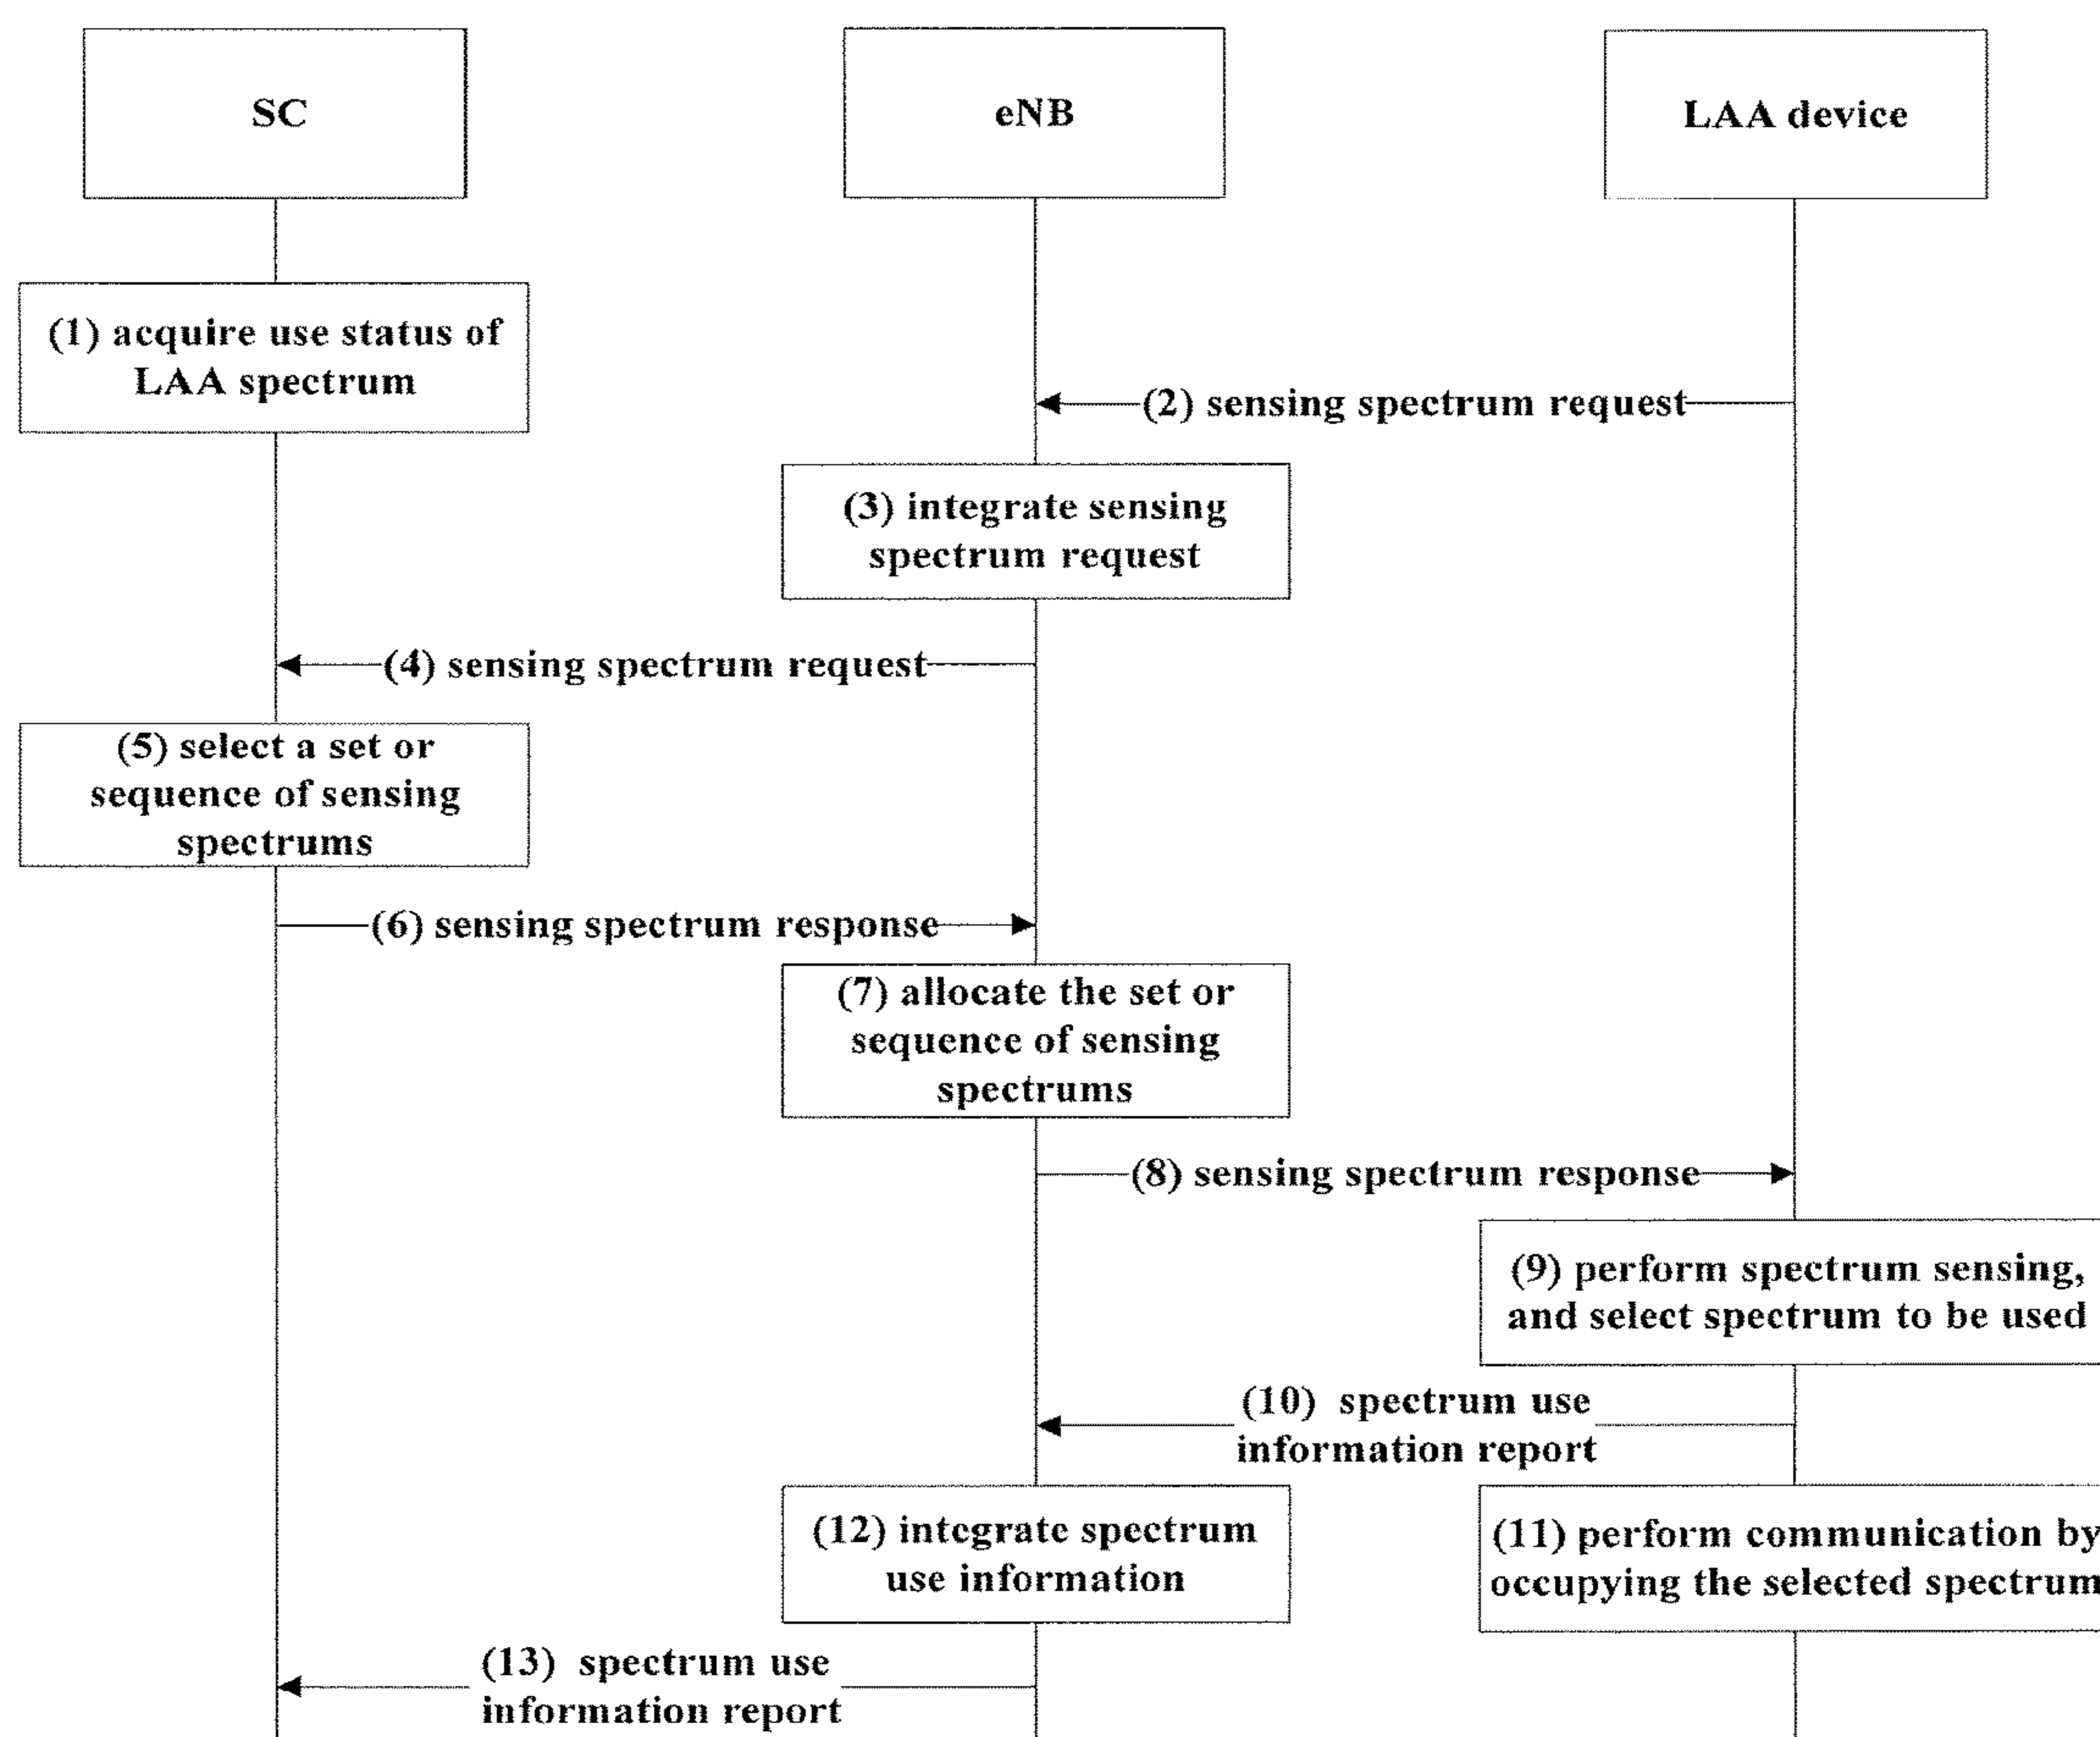 SC
eNB
LAA device
(1) acquire use status of
LAA spectrum
(2) sensing spectrum request
(3) integrate sensing
spectrum request
(4) sensing spectrum request
(5) select a set or
sequence of sensing
spectrums
(6) sensing spectrum response
(7) allocate the set or
sequence of sensing
spectrums
(8) sensing spectrum response
(9) perform spectrum sensing,
and select spectrum to be used
(10) spectrum use
information report
(12) integrate spectrum
use information
(11) perform communication by
occupying the selected spectrum
(13) spectrum use
information report